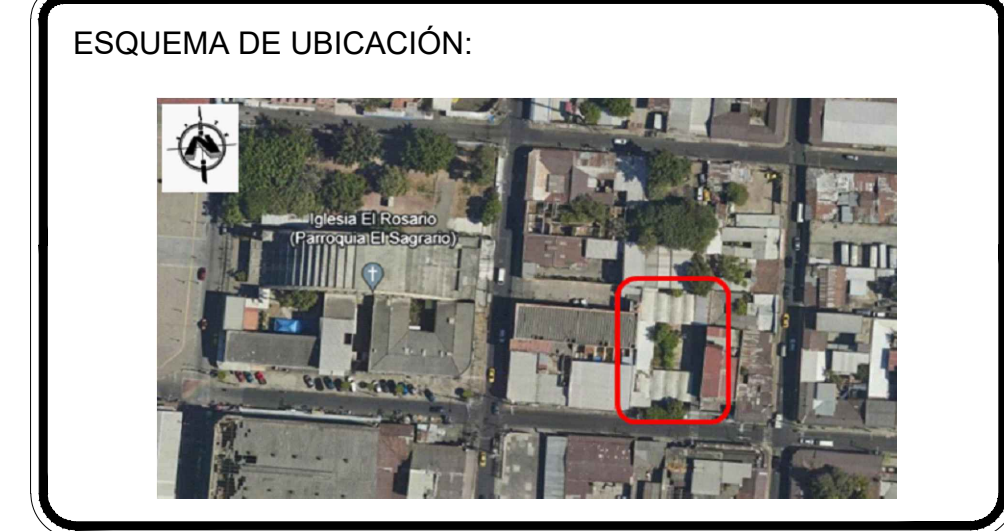 ESQUEMA DE UBICACIÓN:
Iglesia El Rosario
(Parroquia El Sagrario)